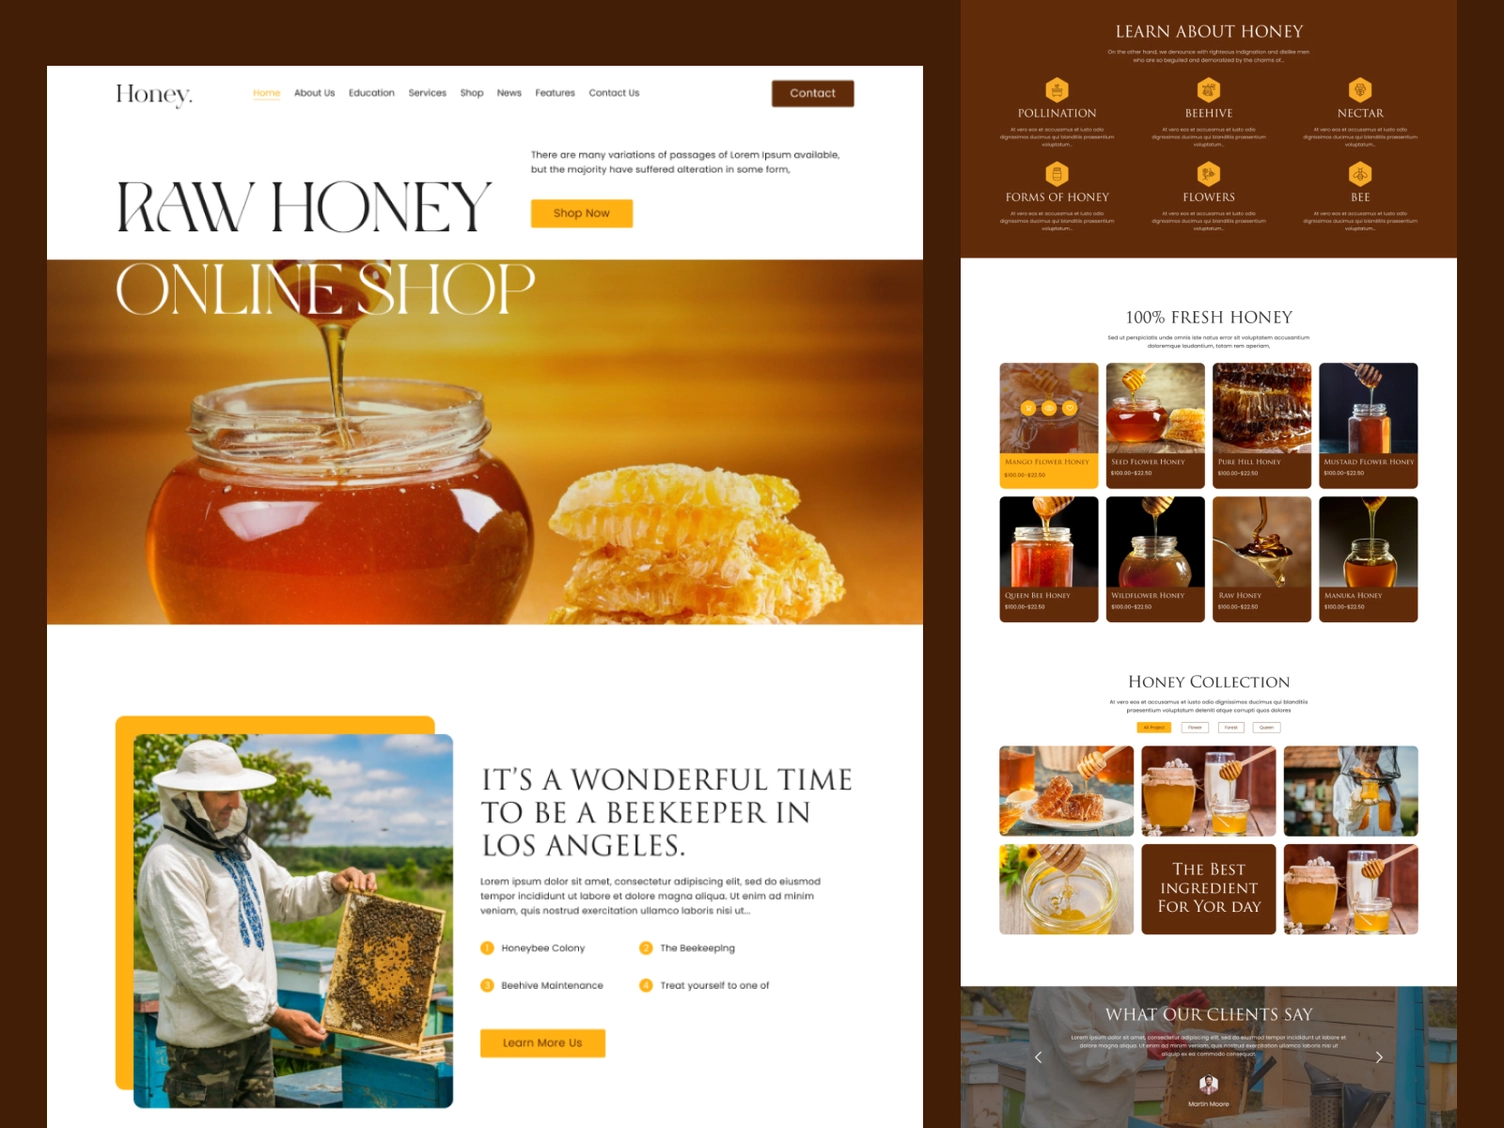 Honey.
Home About Us Education Services Shop News Features Contact Us
Contact
There are many variations of passages of Lorem Ipsum available,
but the majority have suffered alteration in some form,
Shop Now
RAW HONEY
ONLINE SHOP
IT'S A WONDERFUL TIME
TO BE A BEEKEEPER IN
LOS ANGELES.
Lorem ipsum dolor sit amet, consectetur adipiscing elit, sed do eiusmod
tempor incididunt ut labore et dolore magna aliqua. Ut enim ad minim
veniam, quis nostrud exercitation ullamco laboris nisi ut...
1 Honeybee Colony
2 The Beekeeping
3 Beehive Maintenance
4 Treat yourself to one of
Learn More Us
LEARN ABOUT HONEY
On the other hand, we denounce with righteous indignation and dislike men
who are so beguiled and demoralized by the charms of...
POLLINATION
At vero eos et accusamus et iusto odio
dignissimos ducimus qui blanditiis praesentium
voluptatum...
BEEHIVE
At vero eos et accusamus et iusto odio
dignissimos ducimus qui blanditiis praesentium
voluptatum...
NECTAR
At vero eos et accusamus et iusto odio
dignissimos ducimus qui blanditiis praesentium
voluptatum...
FORMS OF HONEY
At vero eos et accusamus et iusto odio
dignissimos ducimus qui blanditiis praesentium
voluptatum...
FLOWERS
At vero eos et accusamus et iusto odio
dignissimos ducimus qui blanditiis praesentium
voluptatum...
BEE
At vero eos et accusamus et iusto odio
dignissimos ducimus qui blanditiis praesentium
voluptatum...
100% FRESH HONEY
Sed ut perspiciatis unde omnis iste natus error sit voluptatem accusantium
doloremque laudantium, totam rem aperiam,
Mango Flower Honey
$100.00-$22.50
Seed Flower Honey
$100.00-$22.50
Pure Hill Honey
$100.00-$22.50
Mustard Flower Honey
$100.00-$22.50
Queen Bee Honey
$100.00-$22.50
Wildflower Honey
$100.00-$22.50
Raw Honey
$100.00-$22.50
Manuka Honey
$100.00-$22.50
Honey Collection
At vero eos et accusamus et iusto odio dignissimos ducimus qui blanditiis
praesentium voluptatum deleniti atque corrupti quos dolores
All Project Flower Forest Queen
The Best
ingredient
For Yor day
WHAT OUR CLIENTS SAY
Lorem ipsum dolor sit amet, consectetur adipiscing elit, sed do eiusmod tempor incididunt ut labore et
dolore magna aliqua. Ut enim ad minim veniam, quis nostrud exercitation ullamco laboris nisi ut
aliquip ex ea commodo consequat
Martin Moore